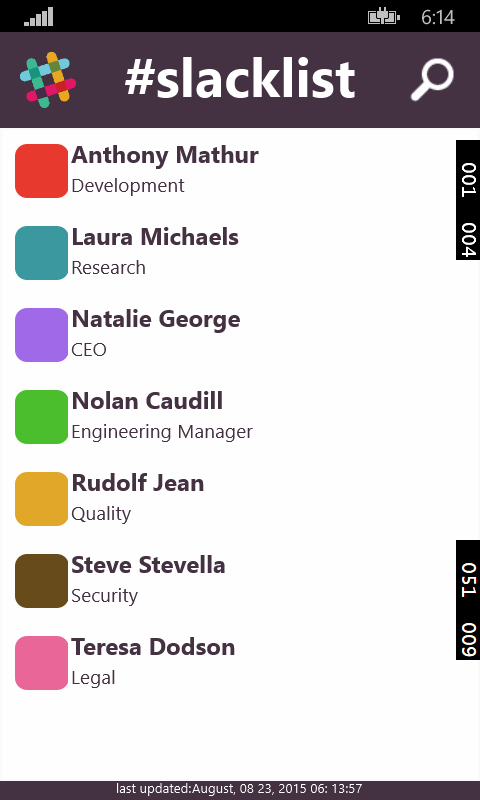 6:14
#slacklist
Anthony Mathur
Development
001 004
Laura Michaels
Research
Natalie George
CEO
Nolan Caudill
Engineering Manager
Rudolf Jean
Quality
Steve Stevella
Security
051 009
Teresa Dodson
Legal
last updated:August, 08 23, 2015 06: 13:57